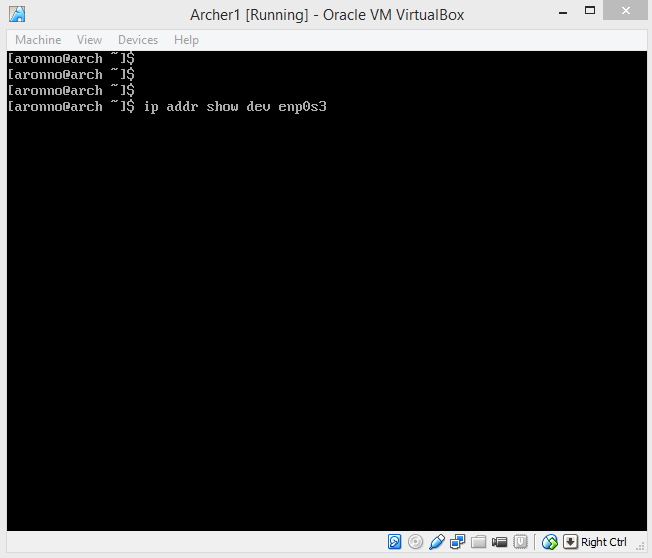 Archer1 [Running] - Oracle VM VirtualBox
Machine View Devices Help
[aronno@arch ~]$
[aronno@arch ~]$
[aronno@arch ~]$
[aronno@arch ~]$ ip addr show dev enp0s3
Right Ctrl